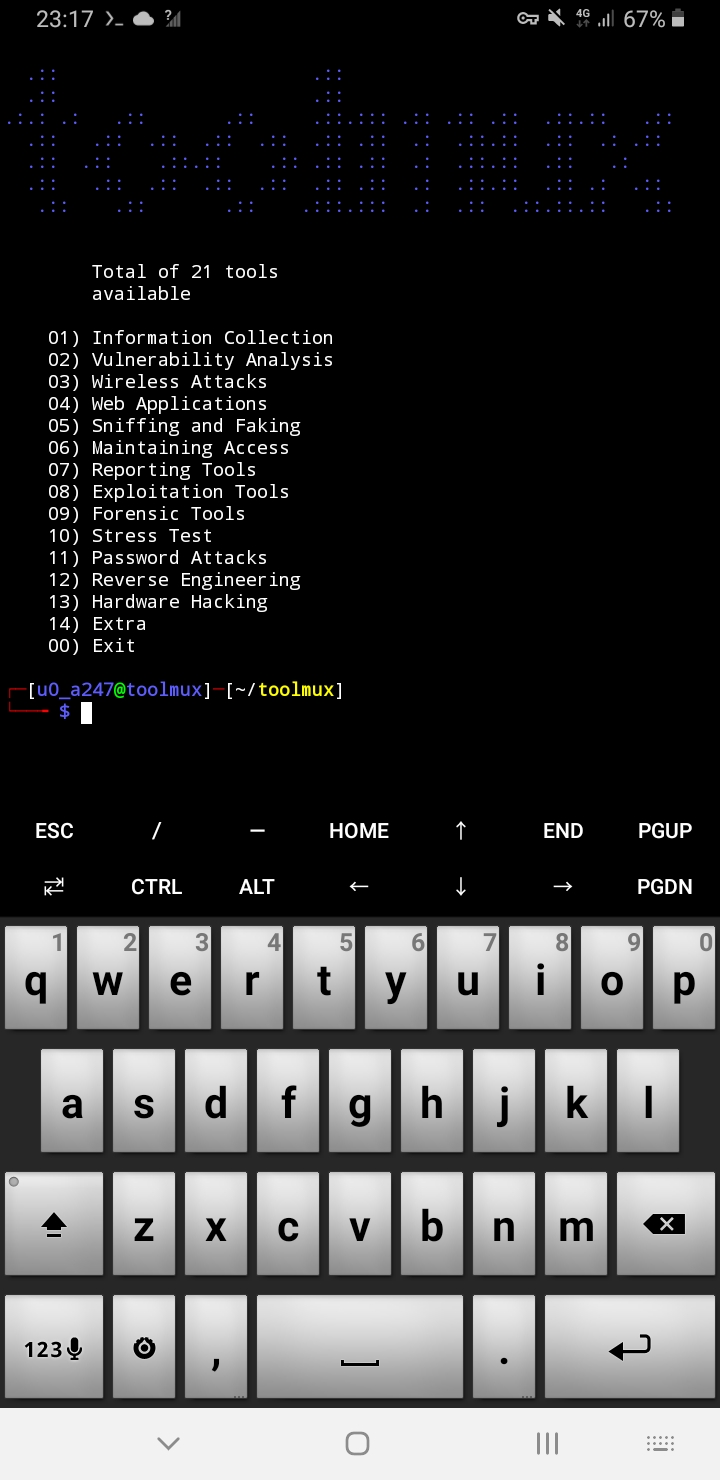 23:17 67%
4G
toolmux
Total of 21 tools
available
01) Information Collection
02) Vulnerability Analysis
03) Wireless Attacks
04) Web Applications
05) Sniffing and Faking
06) Maintaining Access
07) Reporting Tools
08) Exploitation Tools
09) Forensic Tools
10) Stress Test
11) Password Attacks
12) Reverse Engineering
13) Hardware Hacking
14) Extra
00) Exit
[u0_a247@toolmux]─[~/toolmux]
$
ESC / — HOME ↑ END PGUP
⇄ CTRL ALT ← ↓ → PGDN
1 2 3 4 5 6 7 8 9 0
q w e r t y u i o p
a s d f g h j k l
z x c v b n m
123 , .